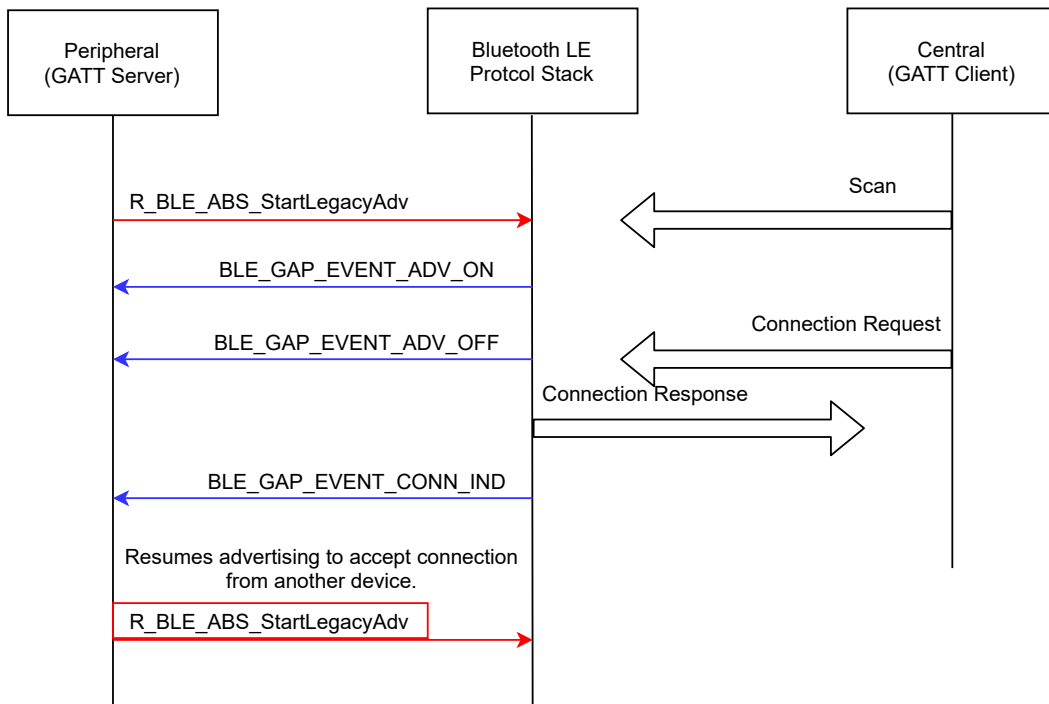 Peripheral
(GATT Server)
Bluetooth LE
Protcol Stack
Central
(GATT Client)
R_BLE_ABS_StartLegacyAdv
Scan
BLE_GAP_EVENT_ADV_ON
Connection Request
BLE_GAP_EVENT_ADV_OFF
Connection Response
BLE_GAP_EVENT_CONN_IND
Resumes advertising to accept connection
from another device.
R_BLE_ABS_StartLegacyAdv